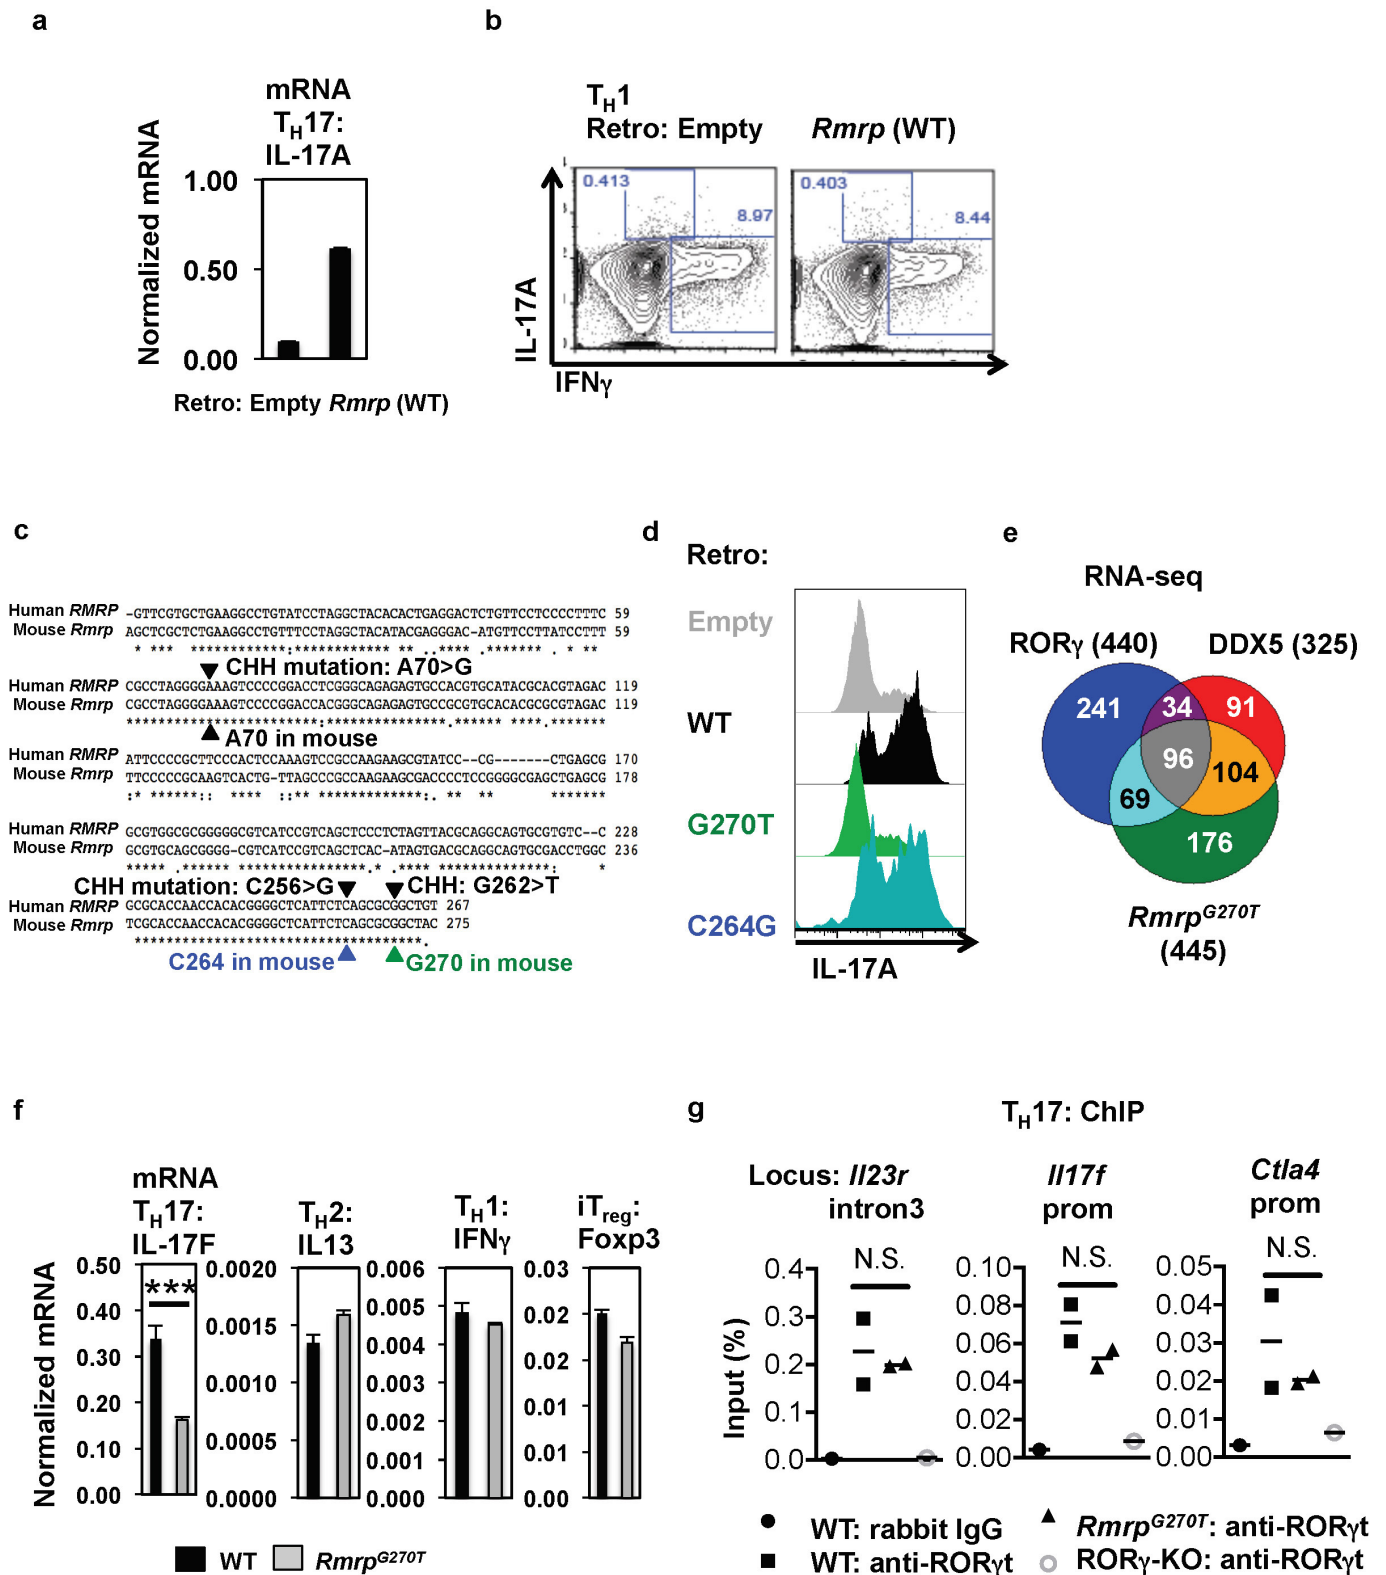 a
mRNA
TH17:
IL-17A
Normalized mRNA
1.00
0.50
0.00
Retro: Empty Rmrp (WT)
b
TH1
Retro: Empty
Rmrp (WT)
0.413
8.97
0.403
8.44
IL-17A
IFNγ
c
Human RMRP -GTTCGTGCTGAAGGCCTGTATCCTAGGCTACACACTGAGGACTCTGTTCCTCCCCTTTC 59
Mouse Rmrp AGCTCGCTCTGAAGGCCTGTTTCCTAGGCTACATACGAGGGAC-ATGTTCCTTATCCTTT 59
CHH mutation: A70>G
Human RMRP CGCCTAGGGGAAAGTCCCCGGACCTCGGGCAGAGAGTGCCACGTGCATACGCACGTAGAC 119
Mouse Rmrp CGCCTAGGGGAAAGTCCCCGGACCACGGGCAGAGAGTGCCGCGTGCACACGCGCGTAGAC 119
A70 in mouse
Human RMRP ATTCCCCGCTTCCCACTCCAAAGTCCGCCAAGAAGCGTATCC--CG-------CTGAGCG 170
Mouse Rmrp TTCCCCCGCAAGTCACTG-TTAGCCCGCCAAGAAGCGACCCCTCCGGGGCGAGCTGAGCG 178
Human RMRP GCGTGGCGCGGGGGCGTCATCCGTCAGCTCCCTCTAGTTACGCAGGCAGTGCGTGTC--C 228
Mouse Rmrp GCGTGCAGCGGGG-CGTCATCCGTCAGCTCAC-ATAGTGACGCAGGCAGTGCGACCTGGC 236
CHH mutation: C256>G
CHH: G262>T
Human RMRP GCGCACCAACCACACGGGGCTCATTCTCAGCGCGGCTGT 267
Mouse Rmrp TCGCACCAACCACACGGGGCTCATTCTCAGCGCGGCTAC 275
C264 in mouse
G270 in mouse
d
Retro:
Empty
WT
G270T
C264G
IL-17A
e
RNA-seq
RORγ (440)
DDX5 (325)
241
34
91
96
104
69
176
RmrpG270T
(445)
f
mRNA
TH17:
IL-17F
TH2:
IL13
TH1:
IFNγ
iTreg:
Foxp3
Normalized mRNA
0.50
0.40
0.30
0.20
0.10
0.00
***
0.0020
0.0015
0.0010
0.0005
0.0000
0.006
0.005
0.004
0.003
0.002
0.001
0.000
0.03
0.02
0.02
0.01
0.01
0.00
WT
RmrpG270T
g
TH17: ChIP
Locus: Il23r
intron3
Il17f
prom
Ctla4
prom
Input (%)
N.S.
0.4
0.3
0.2
0.1
0.0
N.S.
0.10
0.08
0.06
0.04
0.02
0.00
N.S.
0.05
0.04
0.03
0.02
0.01
0.00
WT: rabbit IgG
WT: anti-RORγt
RmrpG270T: anti-RORγt
RORγ-KO: anti-RORγt